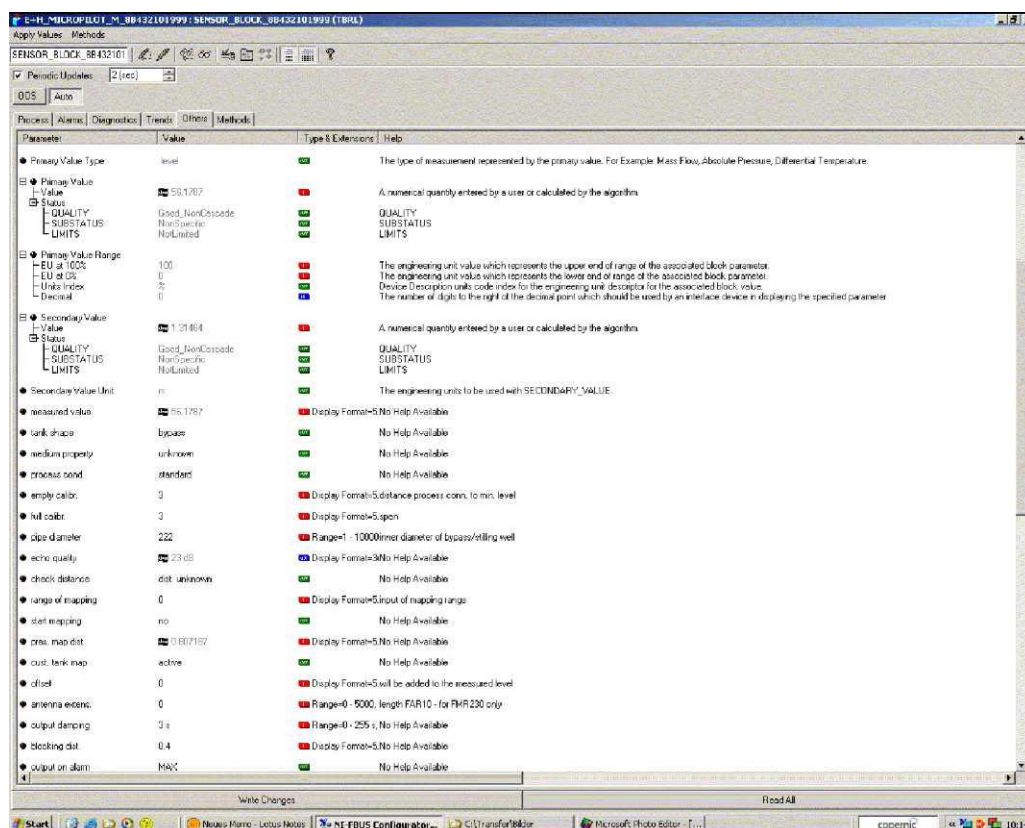 E+H_MICROPILOT_M_8B432101999 : SENSOR_BLOCK_8B432101999 (TBRL)
Apply Values Methods
SENSOR_BLOCK_8B432101
Periodic Updates 2 (sec)
OOS Auto
Process Alarms Diagnostics Trends Others Methods
Parameter Value Type & Extensions Help
Primary Value Type level The type of measurement represented by the primary value. For Example: Mass Flow, Absolute Pressure, Differential Temperature.
Primary Value
Value 56.1787 A numerical quantity entered by a user or calculated by the algorithm.
Status
QUALITY Good_NonCascade QUALITY
SUBSTATUS NonSpecific SUBSTATUS
LIMITS NotLimited LIMITS
Primary Value Range
EU at 100% 100 The engineering unit value which represents the upper end of range of the associated block parameter.
EU at 0% 0 The engineering unit value which represents the lower end of range of the associated block parameter.
Units Index % Device Description units code index for the engineering unit descriptor for the associated block value.
Decimal 0 The number of digits to the right of the decimal point which should be used by an interface device in displaying the specified parameter
Secondary Value
Value 1.31464 A numerical quantity entered by a user or calculated by the algorithm.
Status
QUALITY Good_NonCascade QUALITY
SUBSTATUS NonSpecific SUBSTATUS
LIMITS NotLimited LIMITS
Secondary Value Unit m The engineering units to be used with SECONDARY_VALUE.
measured value 56.1787 Display Format=5. No Help Available
tank shape bypass No Help Available
medium property unknown No Help Available
process cond. standard No Help Available
empty calibr. 3 Display Format=5. distance process conn. to min. level
full calibr. 3 Display Format=5. span
pipe diameter 222 Range=1 - 10000 inner diameter of bypass/stilling well
echo quality 23 dB Display Format=3 No Help Available
check distance dist. unknown No Help Available
range of mapping 0 Display Format=5. input of mapping range
start mapping no No Help Available
pres. map dist. 0.607187 Display Format=5. No Help Available
cust. tank map active No Help Available
offset 0 Display Format=5. will be added to the measured level
antenna extens. 0 Range=0 - 5000, length FAR10 - for FMR230 only
output damping 3 s Range=0 - 255 s, No Help Available
blocking dist. 0.4 Display Format=5. No Help Available
output on alarm MAX No Help Available
Write Changes Read All
Start Neues Memo - Lotus Notes NI-FBUS Configurator... C:\Transfer\Bilder Microsoft Photo Editor - [... copernic